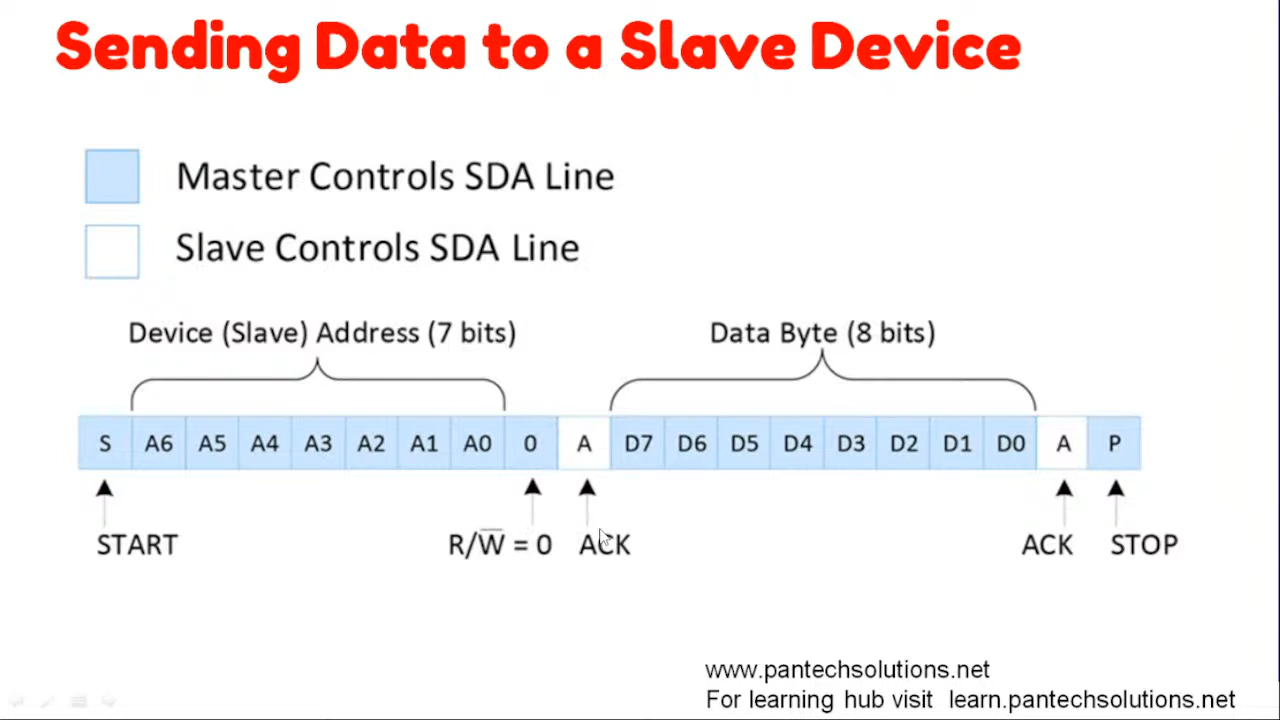 Sending Data to a Slave Device
Master Controls SDA Line
Slave Controls SDA Line
Device (Slave) Address (7 bits) Data Byte (8 bits)
S A6 A5 A4 A3 A2 A1 A0 0 A D7 D6 D5 D4 D3 D2 D1 D0 A P
START R/W̅ = 0 ACK ACK STOP
www.pantechsolutions.net
For learning hub visit learn.pantechsolutions.net